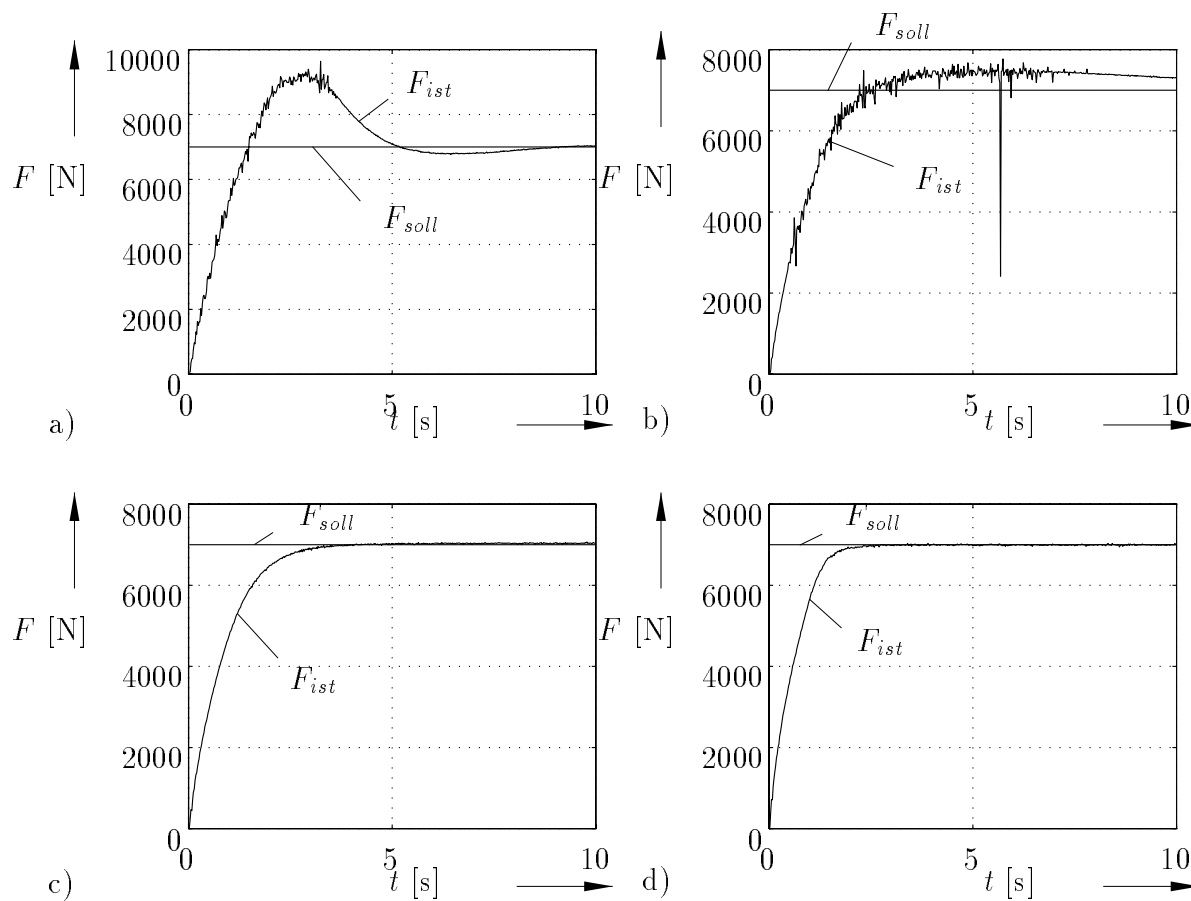 10000
8000
6000
4000
2000
0
0
5
10
F [N]
F_ist
F_soll
t [s]
a)
8000
6000
4000
2000
0
0
5
10
F [N]
F_soll
F_ist
t [s]
b)
8000
6000
4000
2000
0
0
5
10
F [N]
F_soll
F_ist
t [s]
c)
8000
6000
4000
2000
0
0
5
10
F [N]
F_soll
F_ist
t [s]
d)